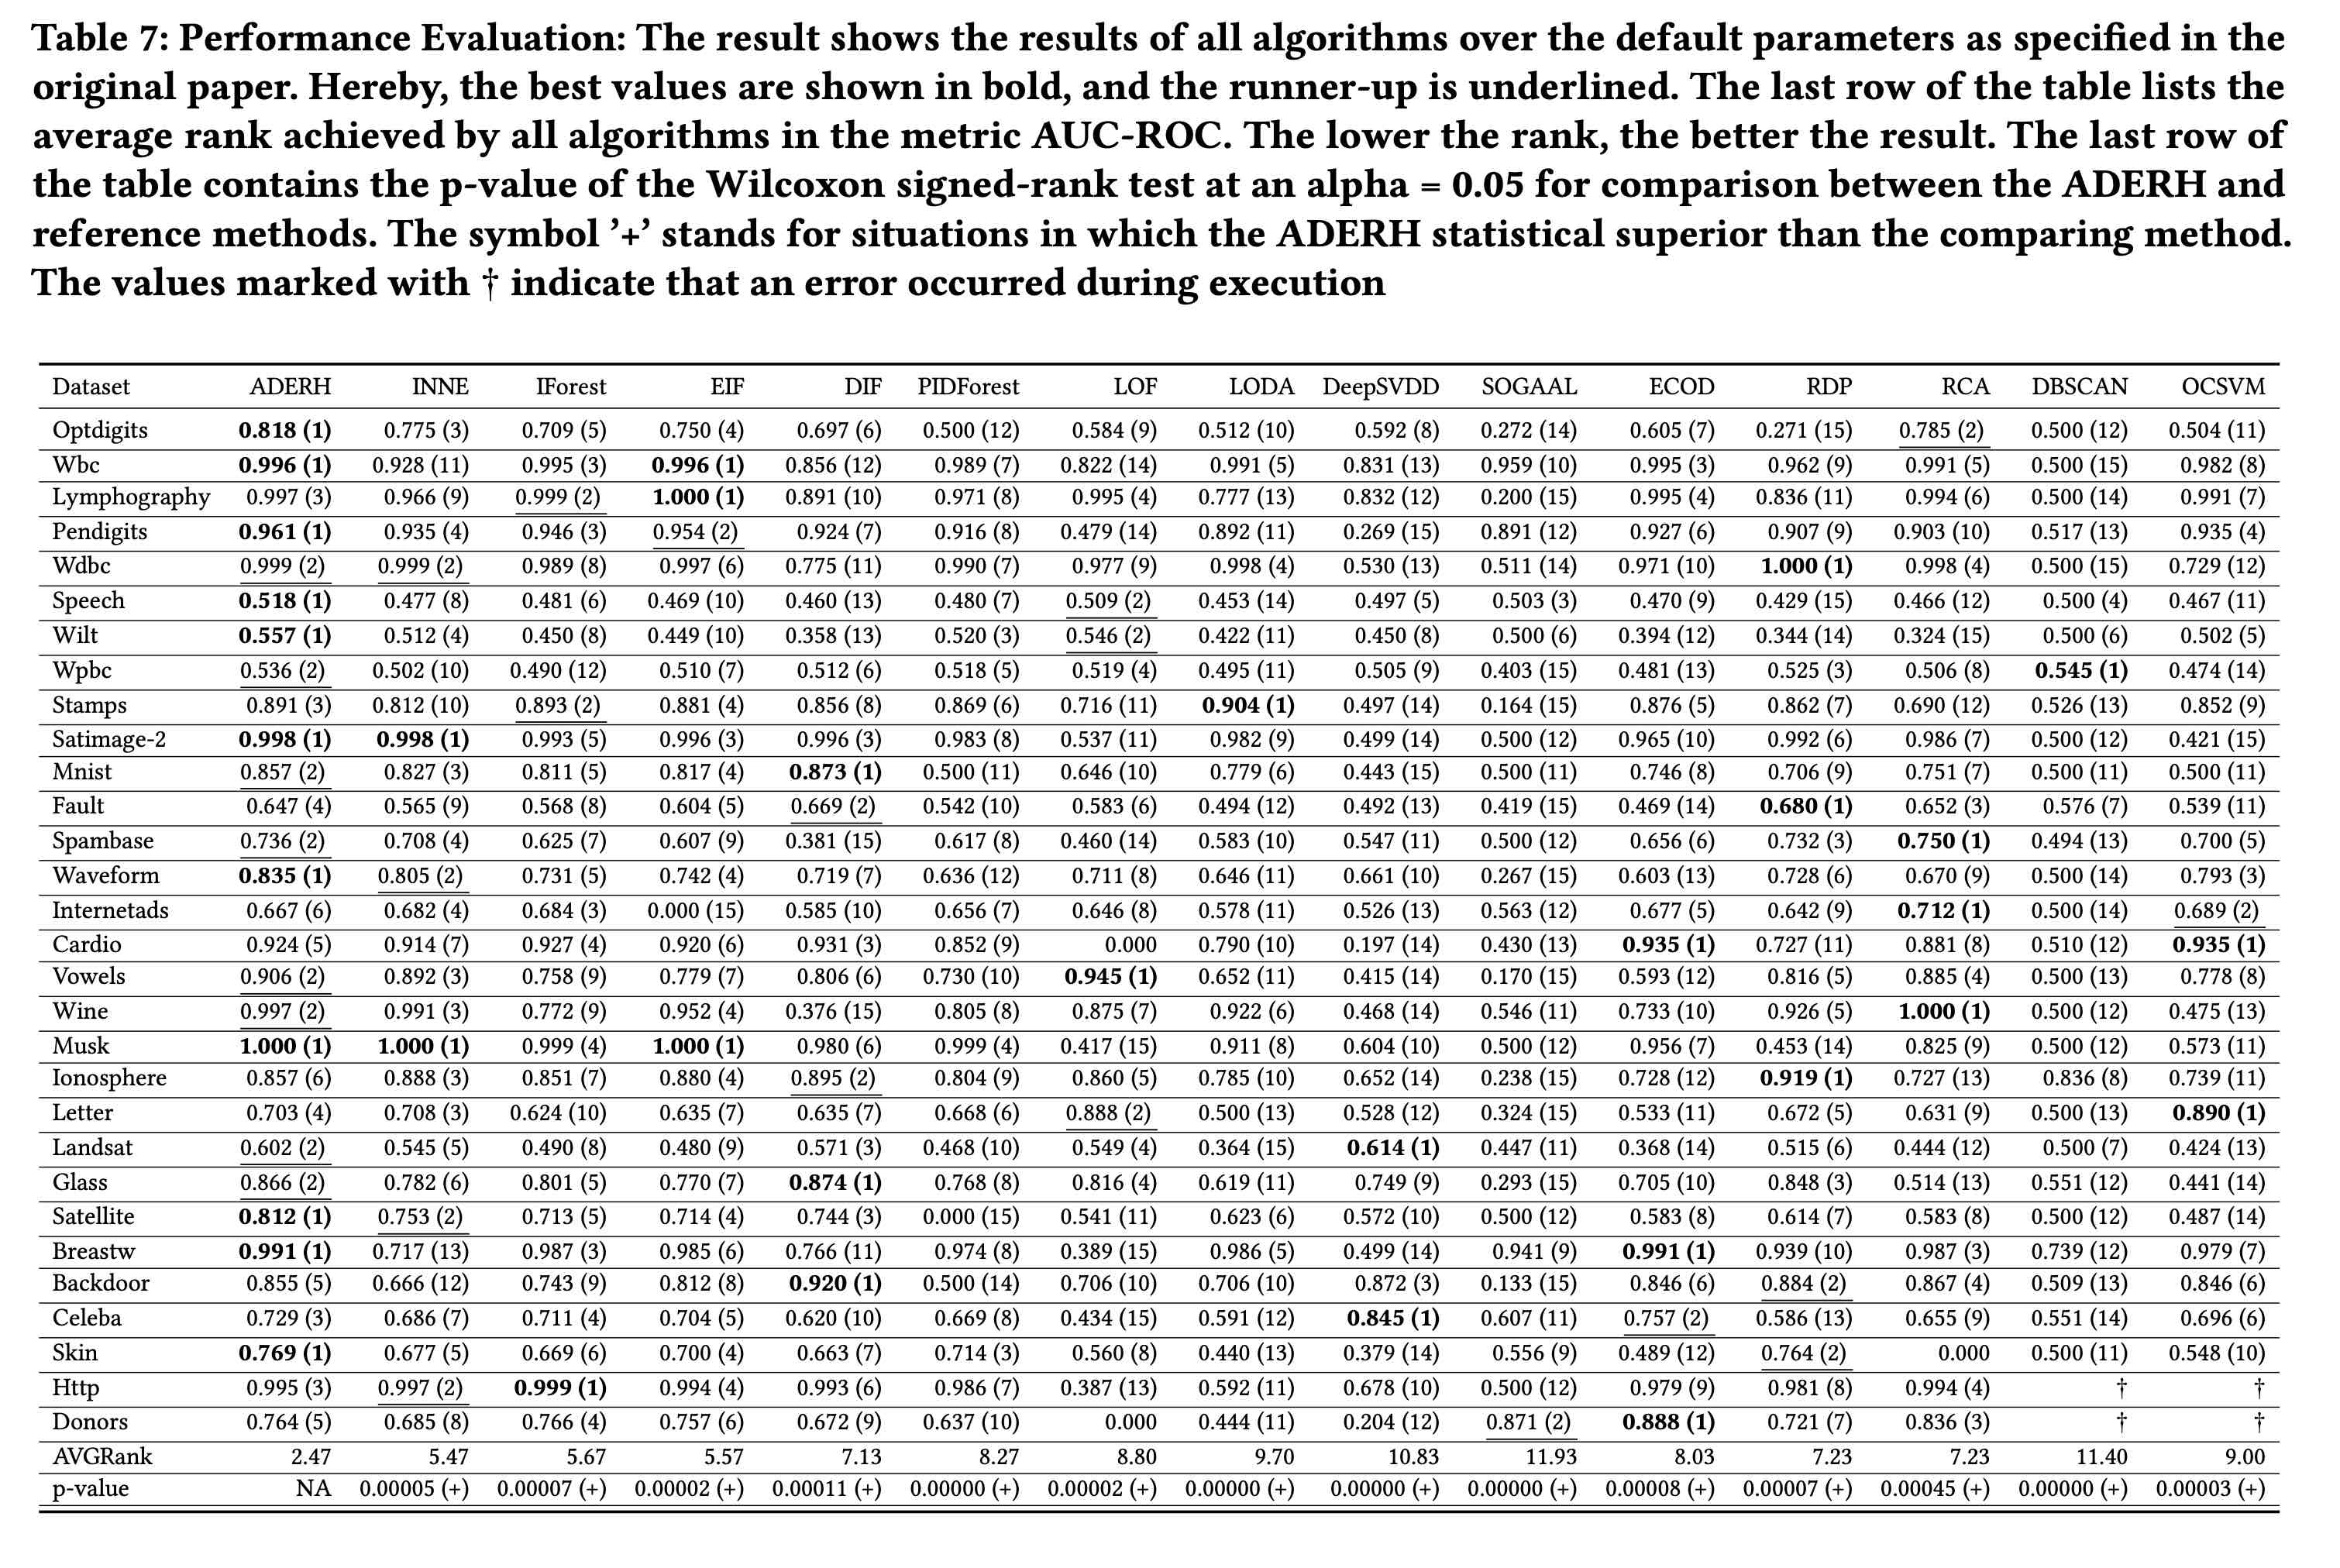 Table 7: Performance Evaluation: The result shows the results of all algorithms over the default parameters as specified in the
original paper. Hereby, the best values are shown in bold, and the runner-up is underlined. The last row of the table lists the
average rank achieved by all algorithms in the metric AUC-ROC. The lower the rank, the better the result. The last row of
the table contains the p-value of the Wilcoxon signed-rank test at an alpha = 0.05 for comparison between the ADERH and
reference methods. The symbol ’+’ stands for situations in which the ADERH statistical superior than the comparing method.
The values marked with † indicate that an error occurred during execution
Dataset ADERH INNE IForest EIF DIF PIDForest LOF LODA DeepSVDD SOGAAL ECOD RDP RCA DBSCAN OCSVM
Optdigits 0.818 (1) 0.775 (3) 0.709 (5) 0.750 (4) 0.697 (6) 0.500 (12) 0.584 (9) 0.512 (10) 0.592 (8) 0.272 (14) 0.605 (7) 0.271 (15) 0.785 (2) 0.500 (12) 0.504 (11)
Wbc 0.996 (1) 0.928 (11) 0.995 (3) 0.996 (1) 0.856 (12) 0.989 (7) 0.822 (14) 0.991 (5) 0.831 (13) 0.959 (10) 0.995 (3) 0.962 (9) 0.991 (5) 0.500 (15) 0.982 (8)
Lymphography 0.997 (3) 0.966 (9) 0.999 (2) 1.000 (1) 0.891 (10) 0.971 (8) 0.995 (4) 0.777 (13) 0.832 (12) 0.200 (15) 0.995 (4) 0.836 (11) 0.994 (6) 0.500 (14) 0.991 (7)
Pendigits 0.961 (1) 0.935 (4) 0.946 (3) 0.954 (2) 0.924 (7) 0.916 (8) 0.479 (14) 0.892 (11) 0.269 (15) 0.891 (12) 0.927 (6) 0.907 (9) 0.903 (10) 0.517 (13) 0.935 (4)
Wdbc 0.999 (2) 0.999 (2) 0.989 (8) 0.997 (6) 0.775 (11) 0.990 (7) 0.977 (9) 0.998 (4) 0.530 (13) 0.511 (14) 0.971 (10) 1.000 (1) 0.998 (4) 0.500 (15) 0.729 (12)
Speech 0.518 (1) 0.477 (8) 0.481 (6) 0.469 (10) 0.460 (13) 0.480 (7) 0.509 (2) 0.453 (14) 0.497 (5) 0.503 (3) 0.470 (9) 0.429 (15) 0.466 (12) 0.500 (4) 0.467 (11)
Wilt 0.557 (1) 0.512 (4) 0.450 (8) 0.449 (10) 0.358 (13) 0.520 (3) 0.546 (2) 0.422 (11) 0.450 (8) 0.500 (6) 0.394 (12) 0.344 (14) 0.324 (15) 0.500 (6) 0.502 (5)
Wpbc 0.536 (2) 0.502 (10) 0.490 (12) 0.510 (7) 0.512 (6) 0.518 (5) 0.519 (4) 0.495 (11) 0.505 (9) 0.403 (15) 0.481 (13) 0.525 (3) 0.506 (8) 0.545 (1) 0.474 (14)
Stamps 0.891 (3) 0.812 (10) 0.893 (2) 0.881 (4) 0.856 (8) 0.869 (6) 0.716 (11) 0.904 (1) 0.497 (14) 0.164 (15) 0.876 (5) 0.862 (7) 0.690 (12) 0.526 (13) 0.852 (9)
Satimage-2 0.998 (1) 0.998 (1) 0.993 (5) 0.996 (3) 0.996 (3) 0.983 (8) 0.537 (11) 0.982 (9) 0.499 (14) 0.500 (12) 0.965 (10) 0.992 (6) 0.986 (7) 0.500 (12) 0.421 (15)
Mnist 0.857 (2) 0.827 (3) 0.811 (5) 0.817 (4) 0.873 (1) 0.500 (11) 0.646 (10) 0.779 (6) 0.443 (15) 0.500 (11) 0.746 (8) 0.706 (9) 0.751 (7) 0.500 (11) 0.500 (11)
Fault 0.647 (4) 0.565 (9) 0.568 (8) 0.604 (5) 0.669 (2) 0.542 (10) 0.583 (6) 0.494 (12) 0.492 (13) 0.419 (15) 0.469 (14) 0.680 (1) 0.652 (3) 0.576 (7) 0.539 (11)
Spambase 0.736 (2) 0.708 (4) 0.625 (7) 0.607 (9) 0.381 (15) 0.617 (8) 0.460 (14) 0.583 (10) 0.547 (11) 0.500 (12) 0.656 (6) 0.732 (3) 0.750 (1) 0.494 (13) 0.700 (5)
Waveform 0.835 (1) 0.805 (2) 0.731 (5) 0.742 (4) 0.719 (7) 0.636 (12) 0.711 (8) 0.646 (11) 0.661 (10) 0.267 (15) 0.603 (13) 0.728 (6) 0.670 (9) 0.500 (14) 0.793 (3)
Internetads 0.667 (6) 0.682 (4) 0.684 (3) 0.000 (15) 0.585 (10) 0.656 (7) 0.646 (8) 0.578 (11) 0.526 (13) 0.563 (12) 0.677 (5) 0.642 (9) 0.712 (1) 0.500 (14) 0.689 (2)
Cardio 0.924 (5) 0.914 (7) 0.927 (4) 0.920 (6) 0.931 (3) 0.852 (9) 0.000 0.790 (10) 0.197 (14) 0.430 (13) 0.935 (1) 0.727 (11) 0.881 (8) 0.510 (12) 0.935 (1)
Vowels 0.906 (2) 0.892 (3) 0.758 (9) 0.779 (7) 0.806 (6) 0.730 (10) 0.945 (1) 0.652 (11) 0.415 (14) 0.170 (15) 0.593 (12) 0.816 (5) 0.885 (4) 0.500 (13) 0.778 (8)
Wine 0.997 (2) 0.991 (3) 0.772 (9) 0.952 (4) 0.376 (15) 0.805 (8) 0.875 (7) 0.922 (6) 0.468 (14) 0.546 (11) 0.733 (10) 0.926 (5) 1.000 (1) 0.500 (12) 0.475 (13)
Musk 1.000 (1) 1.000 (1) 0.999 (4) 1.000 (1) 0.980 (6) 0.999 (4) 0.417 (15) 0.911 (8) 0.604 (10) 0.500 (12) 0.956 (7) 0.453 (14) 0.825 (9) 0.500 (12) 0.573 (11)
Ionosphere 0.857 (6) 0.888 (3) 0.851 (7) 0.880 (4) 0.895 (2) 0.804 (9) 0.860 (5) 0.785 (10) 0.652 (14) 0.238 (15) 0.728 (12) 0.919 (1) 0.727 (13) 0.836 (8) 0.739 (11)
Letter 0.703 (4) 0.708 (3) 0.624 (10) 0.635 (7) 0.635 (7) 0.668 (6) 0.888 (2) 0.500 (13) 0.528 (12) 0.324 (15) 0.533 (11) 0.672 (5) 0.631 (9) 0.500 (13) 0.890 (1)
Landsat 0.602 (2) 0.545 (5) 0.490 (8) 0.480 (9) 0.571 (3) 0.468 (10) 0.549 (4) 0.364 (15) 0.614 (1) 0.447 (11) 0.368 (14) 0.515 (6) 0.444 (12) 0.500 (7) 0.424 (13)
Glass 0.866 (2) 0.782 (6) 0.801 (5) 0.770 (7) 0.874 (1) 0.768 (8) 0.816 (4) 0.619 (11) 0.749 (9) 0.293 (15) 0.705 (10) 0.848 (3) 0.514 (13) 0.551 (12) 0.441 (14)
Satellite 0.812 (1) 0.753 (2) 0.713 (5) 0.714 (4) 0.744 (3) 0.000 (15) 0.541 (11) 0.623 (6) 0.572 (10) 0.500 (12) 0.583 (8) 0.614 (7) 0.583 (8) 0.500 (12) 0.487 (14)
Breastw 0.991 (1) 0.717 (13) 0.987 (3) 0.985 (6) 0.766 (11) 0.974 (8) 0.389 (15) 0.986 (5) 0.499 (14) 0.941 (9) 0.991 (1) 0.939 (10) 0.987 (3) 0.739 (12) 0.979 (7)
Backdoor 0.855 (5) 0.666 (12) 0.743 (9) 0.812 (8) 0.920 (1) 0.500 (14) 0.706 (10) 0.706 (10) 0.872 (3) 0.133 (15) 0.846 (6) 0.884 (2) 0.867 (4) 0.509 (13) 0.846 (6)
Celeba 0.729 (3) 0.686 (7) 0.711 (4) 0.704 (5) 0.620 (10) 0.669 (8) 0.434 (15) 0.591 (12) 0.845 (1) 0.607 (11) 0.757 (2) 0.586 (13) 0.655 (9) 0.551 (14) 0.696 (6)
Skin 0.769 (1) 0.677 (5) 0.669 (6) 0.700 (4) 0.663 (7) 0.714 (3) 0.560 (8) 0.440 (13) 0.379 (14) 0.556 (9) 0.489 (12) 0.764 (2) 0.000 0.500 (11) 0.548 (10)
Http 0.995 (3) 0.997 (2) 0.999 (1) 0.994 (4) 0.993 (6) 0.986 (7) 0.387 (13) 0.592 (11) 0.678 (10) 0.500 (12) 0.979 (9) 0.981 (8) 0.994 (4) † †
Donors 0.764 (5) 0.685 (8) 0.766 (4) 0.757 (6) 0.672 (9) 0.637 (10) 0.000 0.444 (11) 0.204 (12) 0.871 (2) 0.888 (1) 0.721 (7) 0.836 (3) † †
AVGRank 2.47 5.47 5.67 5.57 7.13 8.27 8.80 9.70 10.83 11.93 8.03 7.23 7.23 11.40 9.00
p-value NA 0.00005 (+) 0.00007 (+) 0.00002 (+) 0.00011 (+) 0.00000 (+) 0.00002 (+) 0.00000 (+) 0.00000 (+) 0.00000 (+) 0.00008 (+) 0.00007 (+) 0.00045 (+) 0.00000 (+) 0.00003 (+)